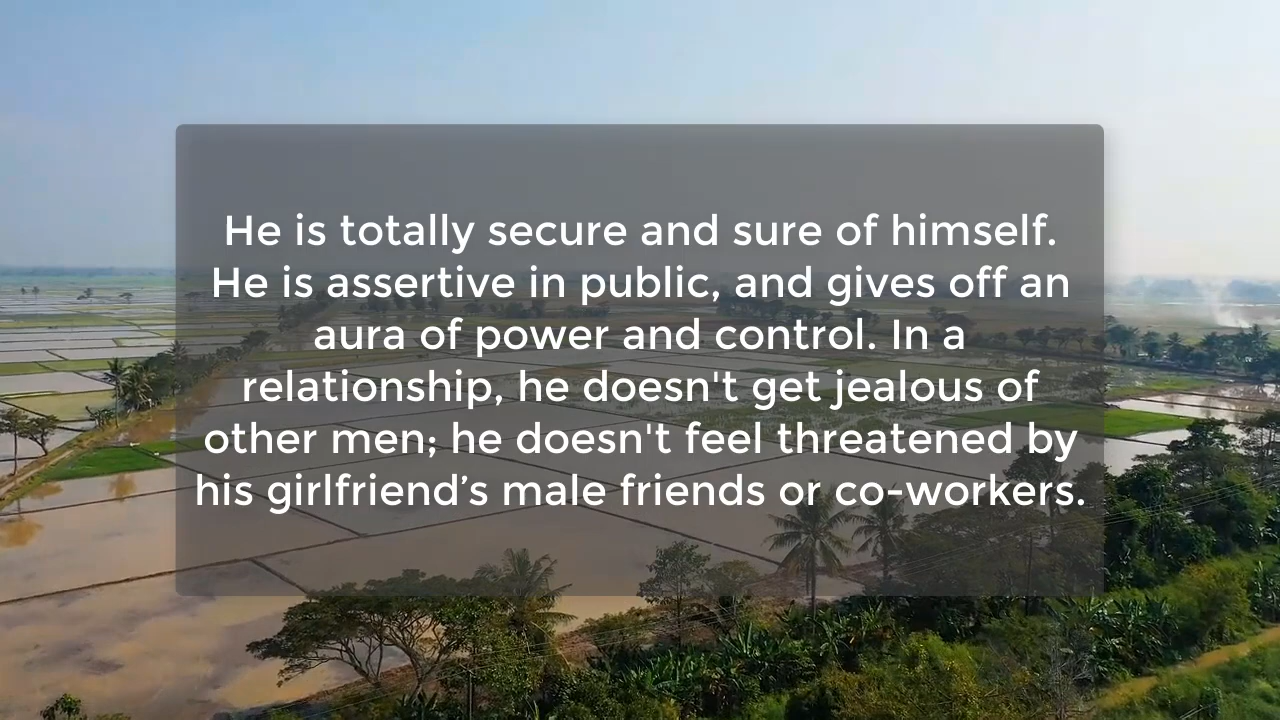 He is totally secure and sure of himself.
He is assertive in public, and gives off an
aura of power and control. In a
relationship, he doesn't get jealous of
other men; he doesn't feel threatened by
his girlfriend’s male friends or co-workers.